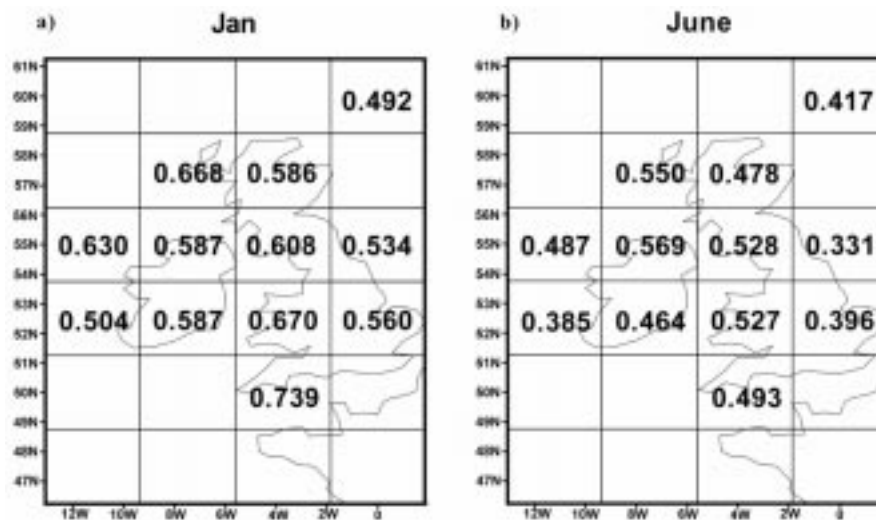 a) Jan
61N
60N 0.492
59N
58N
57N 0.668 0.586
56N
55N 0.630 0.587 0.608 0.534
54N
53N
52N 0.504 0.587 0.670 0.560
51N
50N 0.739
49N
48N
47N
12W 10W 8W 6W 4W 2W 0
b) June
61N
60N 0.417
59N
58N
57N 0.550 0.478
56N
55N 0.487 0.569 0.528 0.331
54N
53N
52N 0.385 0.464 0.527 0.396
51N
50N 0.493
49N
48N
47N
12W 10W 8W 6W 4W 2W 0